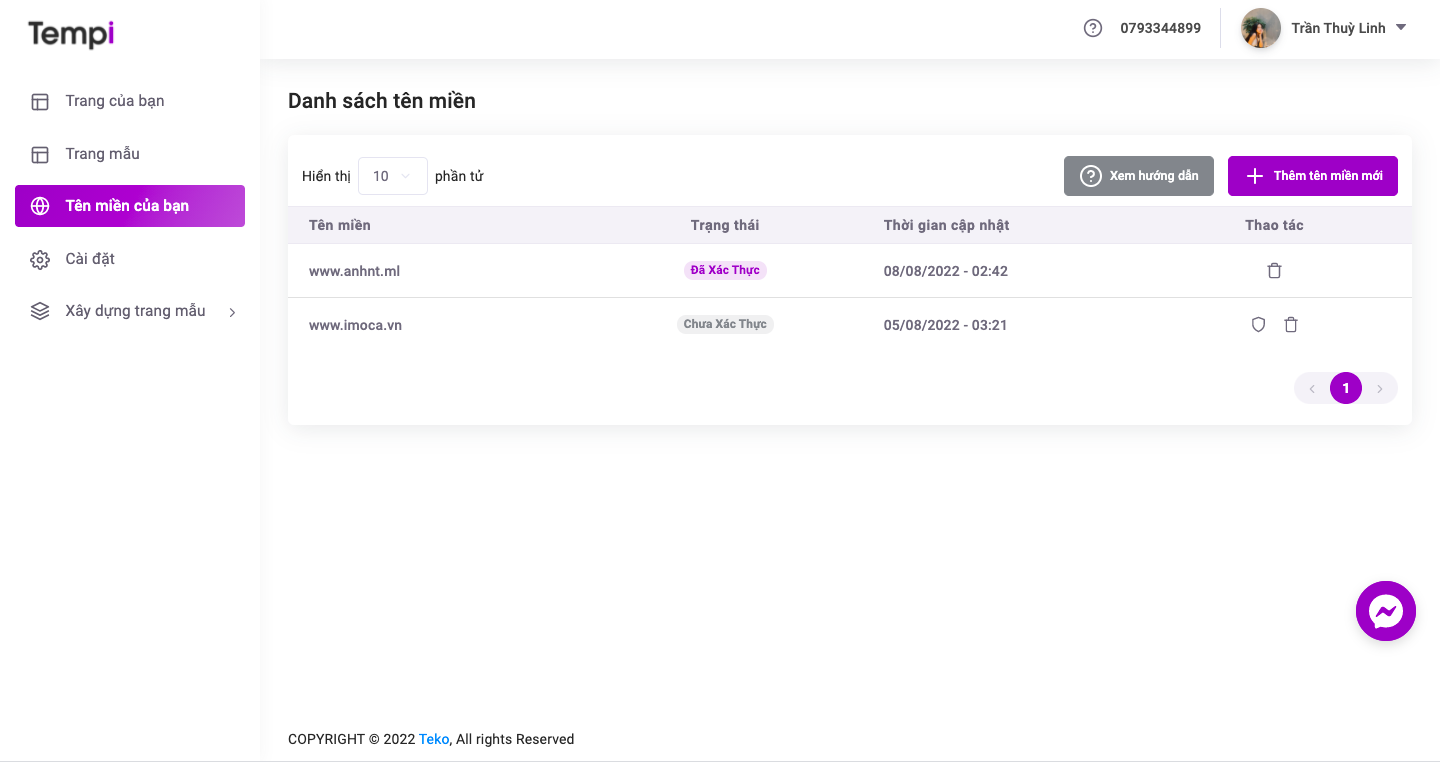 Tempi
0793344899
Trần Thuỳ Linh
Trang của bạn
Trang mẫu
Tên miền của bạn
Cài đặt
Xây dựng trang mẫu
Danh sách tên miền
Hiển thị 10 phần tử
Xem hướng dẫn
Thêm tên miền mới
Tên miền Trạng thái Thời gian cập nhật Thao tác
www.anhnt.ml Đã Xác Thực 08/08/2022 - 02:42
www.imoca.vn Chưa Xác Thực 05/08/2022 - 03:21
1
COPYRIGHT © 2022 Teko, All rights Reserved